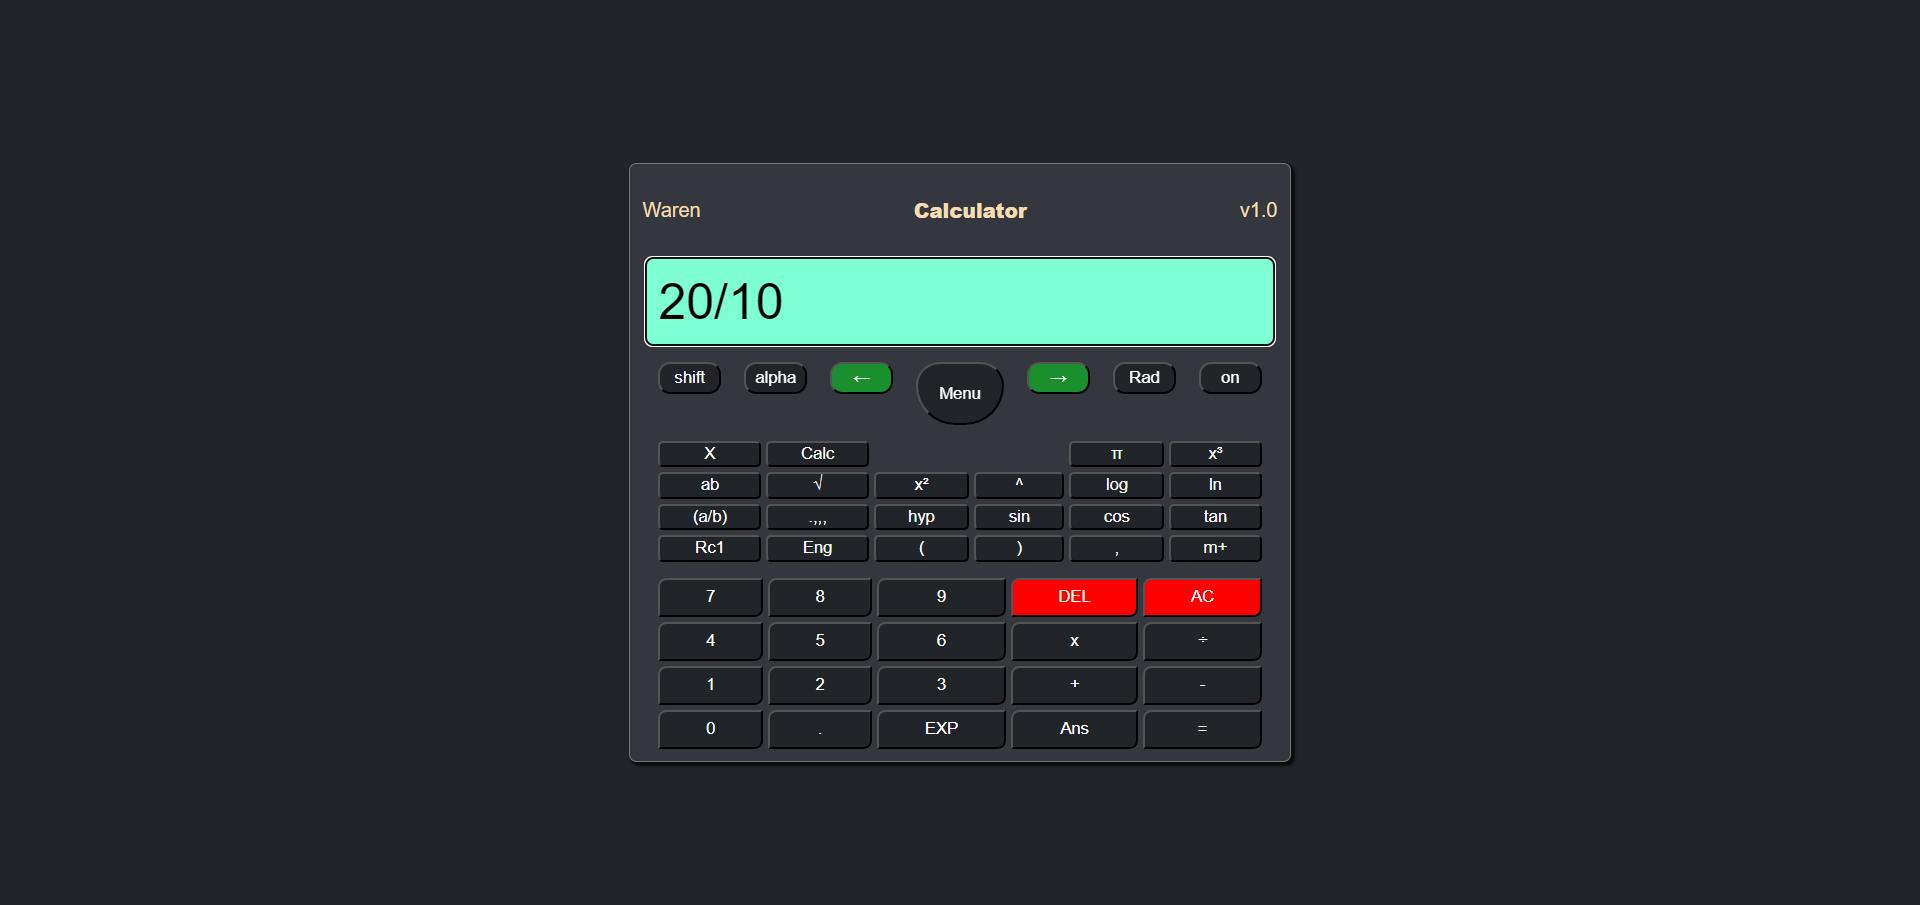 Waren Calculator v1.0
20/10
shift alpha ← Menu → Rad on
X Calc π x³
ab √ x² ^ log ln
(a/b) .,,, hyp sin cos tan
Rc1 Eng ( ) , m+
7 8 9 DEL AC
4 5 6 x ÷
1 2 3 + -
0 . EXP Ans =